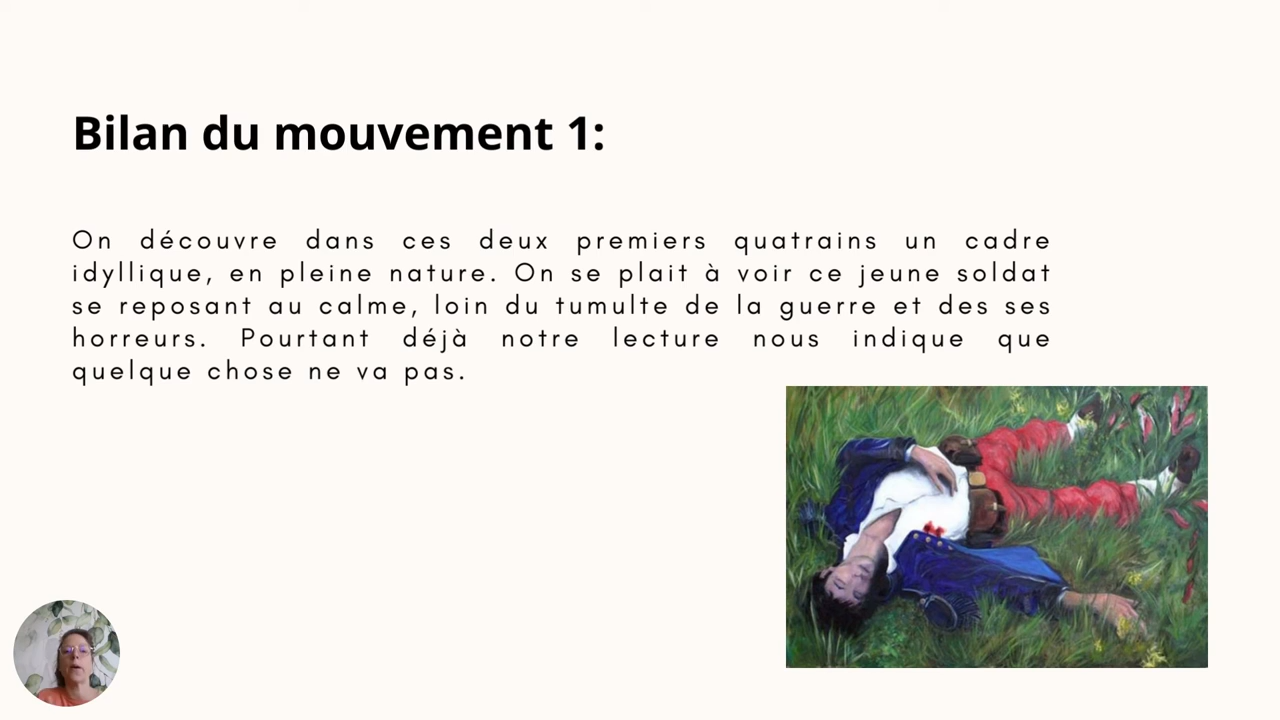 Bilan du mouvement 1:
On découvre dans ces deux premiers quatrains un cadre
idyllique, en pleine nature. On se plait à voir ce jeune soldat
se reposant au calme, loin du tumulte de la guerre et des ses
horreurs. Pourtant déjà notre lecture nous indique que
quelque chose ne va pas.